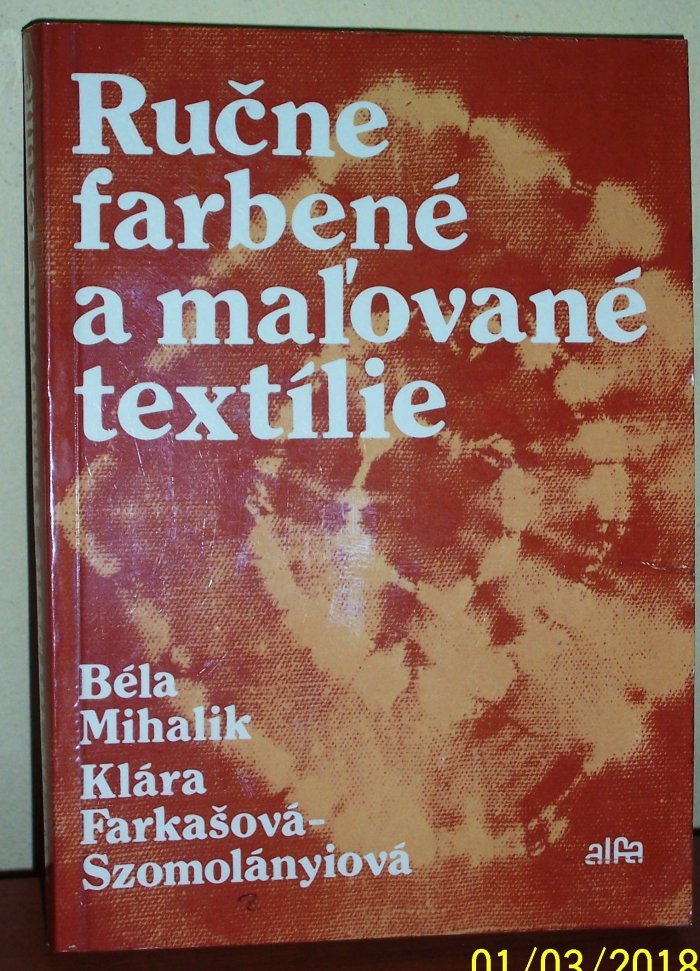 Ručne
farbené
a maľované
textílie
Béla
Mihalik
Klára
Farkašová-
Szomolányiová
alfa
01/03/2018